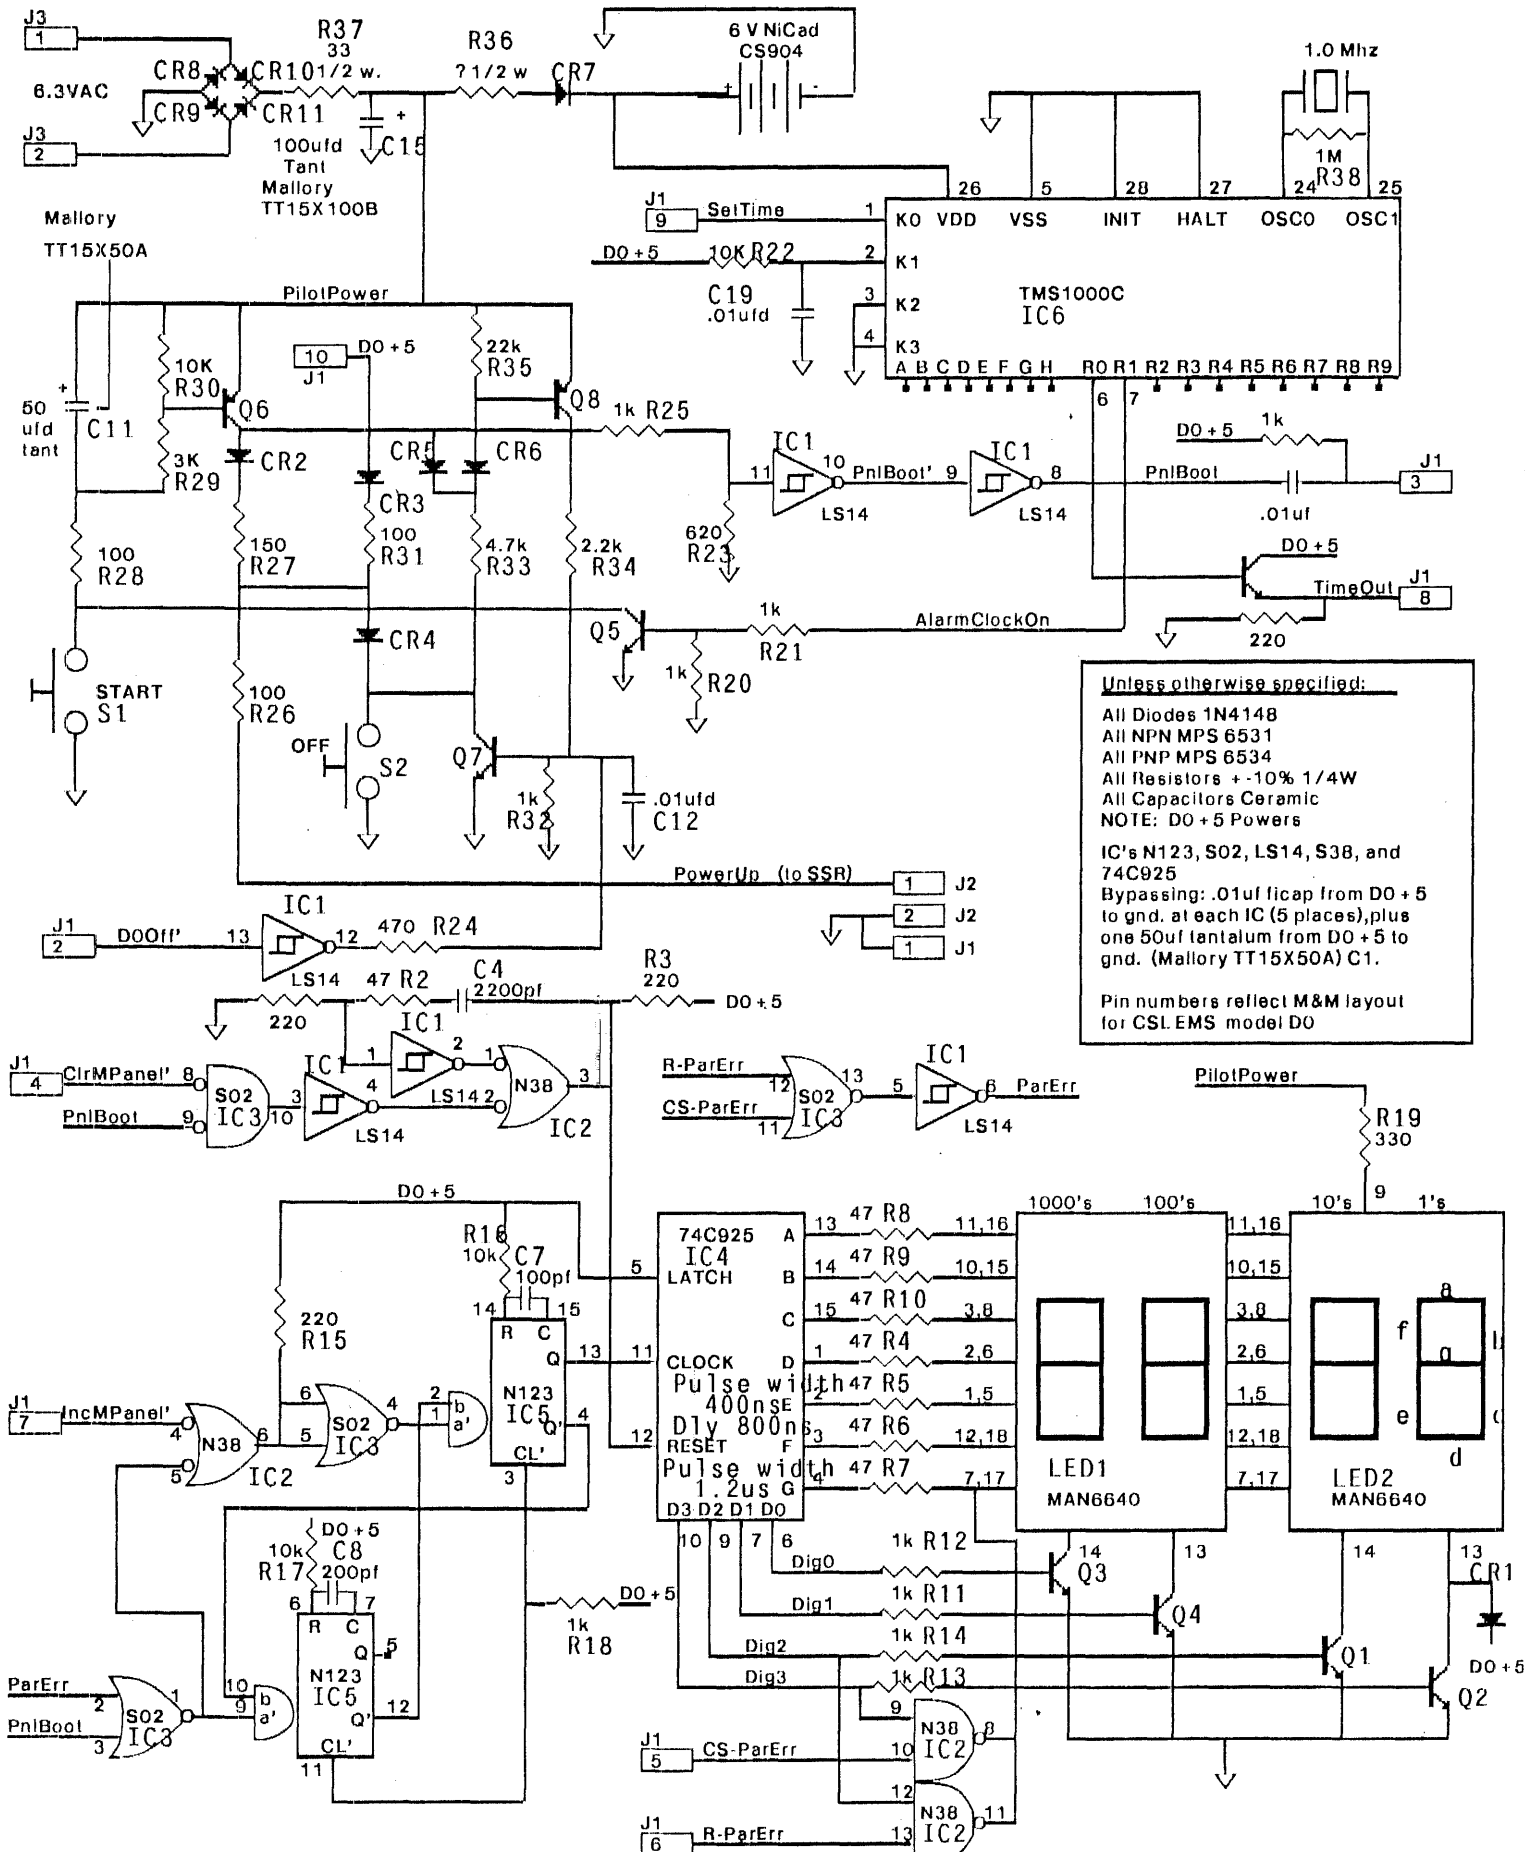 J3
1
6.3VAC
J3
2
CR8
CR10
CR9
CR11
R37
33
1/2 w.
R36
? 1/2 w
CR7
+
C15
100ufd
Tant
Mallory
TT15X100B
6 V NiCad
CS904
+
-
1.0 Mhz
1M
R38
Mallory
TT15X50A
J1
9
SetTime
1
K0
VDD
VSS
INIT
HALT
OSC0
OSC1
26
5
28
27
24
25
D0+5
10K
R22
2
K1
C19
.01ufd
3
K2
4
K3
TMS1000C
IC6
A B C D E F G H
R0 R1 R2 R3 R4 R5 R6 R7 R8 R9
6
7
PilotPower
10K
R30
+
50
ufd
tant
C11
3K
R29
Q6
10
J1
D0+5
22k
R35
Q8
CR2
CR3
CR5
CR6
1k R25
100
R28
150
R27
100
R31
4.7k
R33
2.2k
R34
IC1
11
10
LS14
PnlBoot'
9
IC1
8
LS14
PnlBoot
D0+5
1k
.01uf
J1
3
620
R23
D0+5
TimeOut
J1
8
220
CR4
Q5
1k
R21
AlarmClockOn
1k
R20
START
S1
100
R26
OFF
S2
Q7
1k
R32
.01ufd
C12
Unless otherwise specified:
All Diodes 1N4148
All NPN MPS 6531
All PNP MPS 6534
All Resistors +-10% 1/4W
All Capacitors Ceramic
NOTE: D0+5 Powers
IC's N123, S02, LS14, S38, and
74C925
Bypassing: .01uf ficap from D0+5
to gnd. at each IC (5 places),plus
one 50uf tantalum from D0+5 to
gnd. (Mallory TT15X50A) C1.
Pin numbers reflect M&M layout
for CSL EMS model D0
PowerUp (to SSR)
1
J2
2
J2
1
J1
J1
2
D0Off'
13
IC1
12
LS14
470 R24
220
47 R2
C4
2200pf
R3
220
D0+5
IC1
1
2
LS14
J1
4
ClrMPanel'
8
PnlBoot
9
S02
IC3
10
IC1
3
4
LS14
1
2
N38
IC2
3
R-ParErr
12
CS-ParErr
11
S02
IC3
13
5
IC1
6
LS14
ParErr
PilotPower
R19
330
9
D0+5
R16
10k
C7
100pf
14
15
R
C
Q
13
N123
IC5
Q'
4
CL'
3
220
R15
J1
7
IncMPanel'
4
5
N38
IC2
6
6
5
S02
IC3
4
2
1
b
a'
74C925
IC4
5
LATCH
11
CLOCK
Pulse width
400ns
Dly 800ns
12
RESET
Pulse width
1.2us
A
B
C
D
E
F
G
D3 D2 D1 D0
10
9
7
6
13
47 R8
11,16
14
47 R9
10,15
15
47 R10
3,8
1
47 R4
2,6
2
47 R5
1,5
3
47 R6
12,18
4
47 R7
7,17
1000's
100's
LED1
MAN6640
11,16
10,15
3,8
2,6
1,5
12,18
7,17
10's
1's
a
f
b
g
e
c
d
LED2
MAN6640
14
13
14
13
Dig0
1k R12
Q3
Dig1
1k R11
Q4
Dig2
1k R14
Q1
Dig3
1k R13
Q2
CR1
D0+5
D0+5
10k
R17
C8
200pf
6
7
R
C
Q
5
N123
IC5
Q'
12
CL'
11
D0+5
1k
R18
ParErr
2
PnlBoot
3
S02
IC3
1
10
9
b
a'
J1
5
CS-ParErr
9
10
N38
IC2
8
J1
6
R-ParErr
12
13
N38
IC2
11